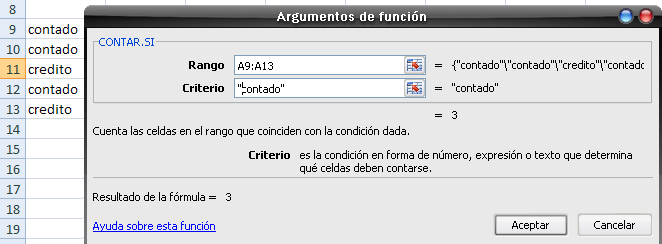 8
Argumentos de función
9 contado
CONTAR.SI
10 contado
Rango A9:A13 = {"contado"\"contado"\"credito"\"contado
11 credito
12 contado
Criterio "contado" = "contado"
13 credito
= 3
14
Cuenta las celdas en el rango que coinciden con la condición dada.
15
Criterio es la condición en forma de número, expresión o texto que determina
16
qué celdas deben contarse.
17
Resultado de la fórmula = 3
18
Ayuda sobre esta función Aceptar Cancelar
19